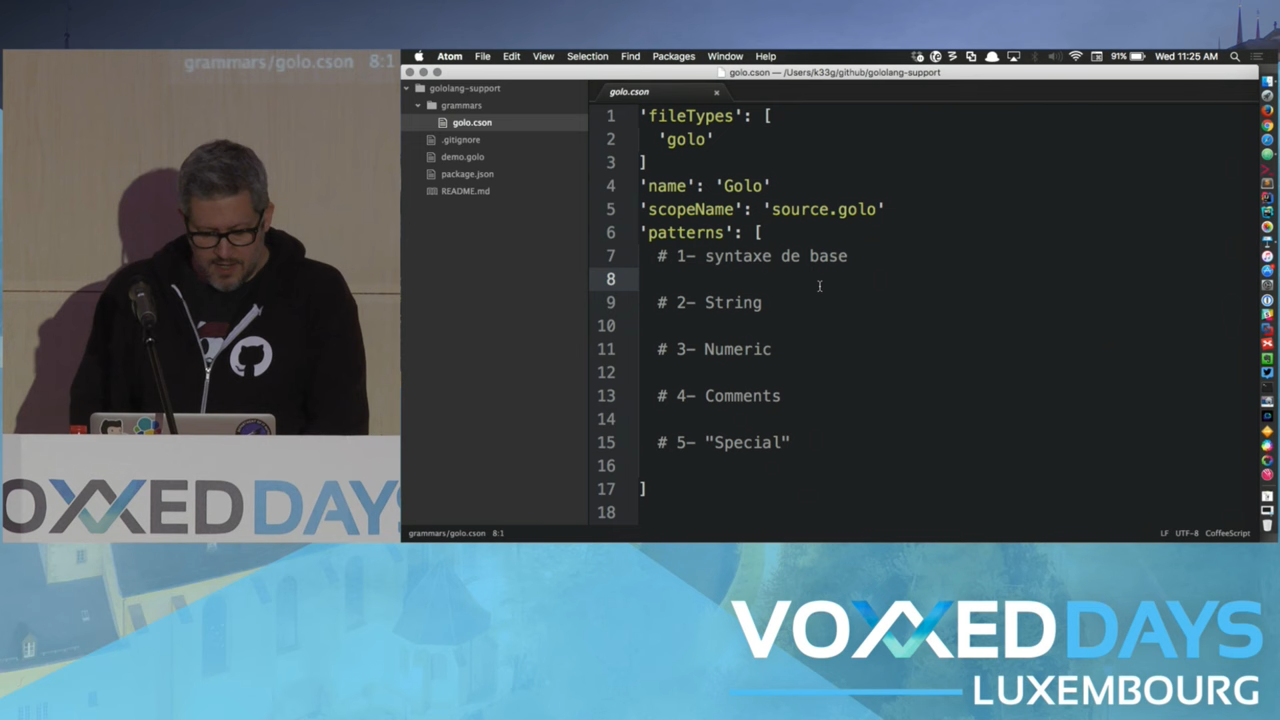 grammars/golo.cson 8:1
Atom File Edit View Selection Find Packages Window Help
91% Wed 11:25 AM
golo.cson — /Users/k33g/github/gololang-support
gololang-support
grammars
golo.cson
.gitignore
demo.golo
package.json
README.md
golo.cson
1 'fileTypes': [
2 'golo'
3 ]
4 'name': 'Golo'
5 'scopeName': 'source.golo'
6 'patterns': [
7 # 1- syntaxe de base
8
9 # 2- String
10
11 # 3- Numeric
12
13 # 4- Comments
14
15 # 5- "Special"
16
17 ]
18
grammars/golo.cson 8:1
LF UTF-8 CoffeeScript
OXXED DAYS
VOXXED DAYS
LUXEMBOURG